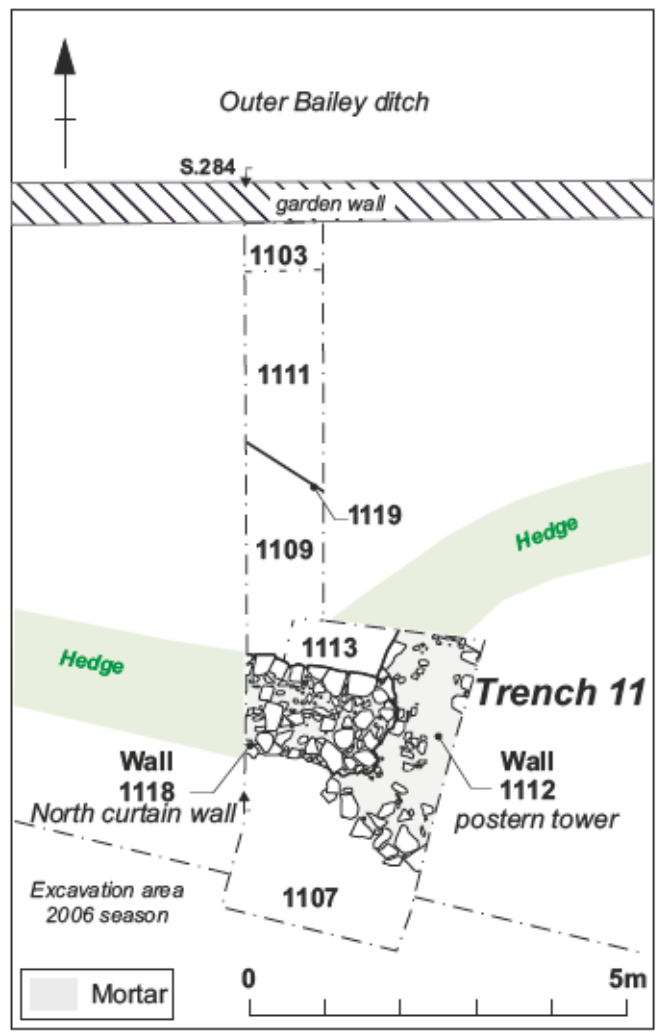 Outer Bailey ditch
S.284
garden wall
1103
1111
1119
1109
Hedge
1113
Hedge
Trench 11
Wall
1118
North curtain wall
Wall
1112
postern tower
Excavation area
2006 season
1107
Mortar
0
5m